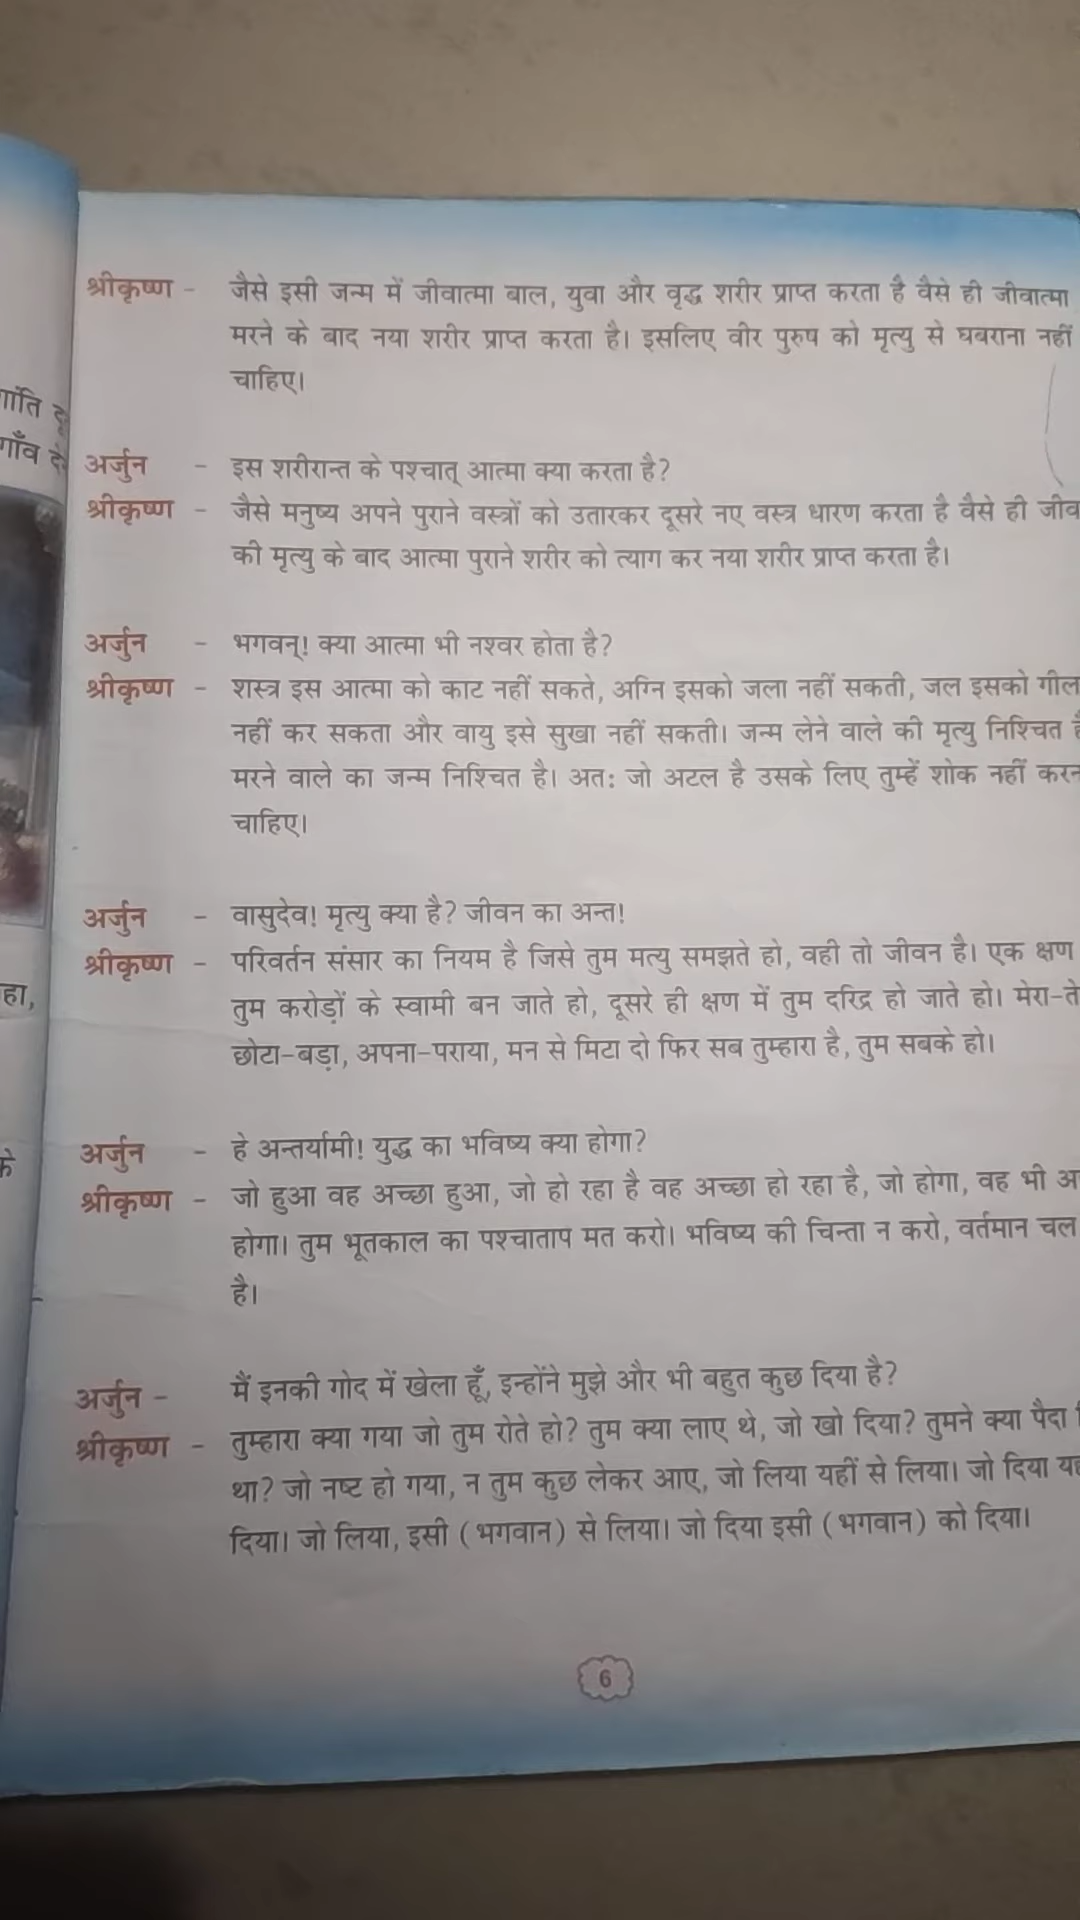 श्रीकृष्ण - जैसे इसी जन्म में जीवात्मा बाल, युवा और वृद्ध शरीर प्राप्त करता है वैसे ही जीवात्मा
मरने के बाद नया शरीर प्राप्त करता है। इसलिए वीर पुरुष को मृत्यु से घबराना नहीं
चाहिए।
अर्जुन - इस शरीरान्त के पश्चात् आत्मा क्या करता है?
श्रीकृष्ण - जैसे मनुष्य अपने पुराने वस्त्रों को उतारकर दूसरे नए वस्त्र धारण करता है वैसे ही जीव
की मृत्यु के बाद आत्मा पुराने शरीर को त्याग कर नया शरीर प्राप्त करता है।
अर्जुन - भगवन्! क्या आत्मा भी नश्वर होता है?
श्रीकृष्ण - शस्त्र इस आत्मा को काट नहीं सकते, अग्नि इसको जला नहीं सकती, जल इसको
नहीं कर सकता और वायु इसे सुखा नहीं सकती। जन्म लेने वाले की मृत्यु निश्चित
मरने वाले का जन्म निश्चित है। अतः जो अटल है उसके लिए तुम्हें शोक नहीं
चाहिए।
अर्जुन - वासुदेव! मृत्यु क्या है? जीवन का अन्त!
श्रीकृष्ण - परिवर्तन संसार का नियम है जिसे तुम मत्यु समझते हो, वही तो जीवन है। एक क्षण
तुम करोड़ों के स्वामी बन जाते हो, दूसरे ही क्षण में तुम दरिद्र हो जाते हो। मेरा-ते
छोटा-बड़ा, अपना-पराया, मन से मिटा दो फिर सब तुम्हारा है, तुम सबके हो।
अर्जुन - हे अन्तर्यामी! युद्ध का भविष्य क्या होगा?
श्रीकृष्ण - जो हुआ वह अच्छा हुआ, जो हो रहा है वह अच्छा हो रहा है, जो होगा, वह भी अ
होगा। तुम भूतकाल का पश्चाताप मत करो। भविष्य की चिन्ता न करो, वर्तमान चल
है।
अर्जुन - मैं इनकी गोद में खेला हूँ, इन्होंने मुझे और भी बहुत कुछ दिया है?
श्रीकृष्ण - तुम्हारा क्या गया जो तुम रोते हो? तुम क्या लाए थे, जो खो दिया? तुमने क्या पैदा
था? जो नष्ट हो गया, न तुम कुछ लेकर आए, जो लिया यहीं से लिया। जो दिया
दिया। जो लिया, इसी (भगवान) से लिया। जो दिया इसी (भगवान) को दिया।
6